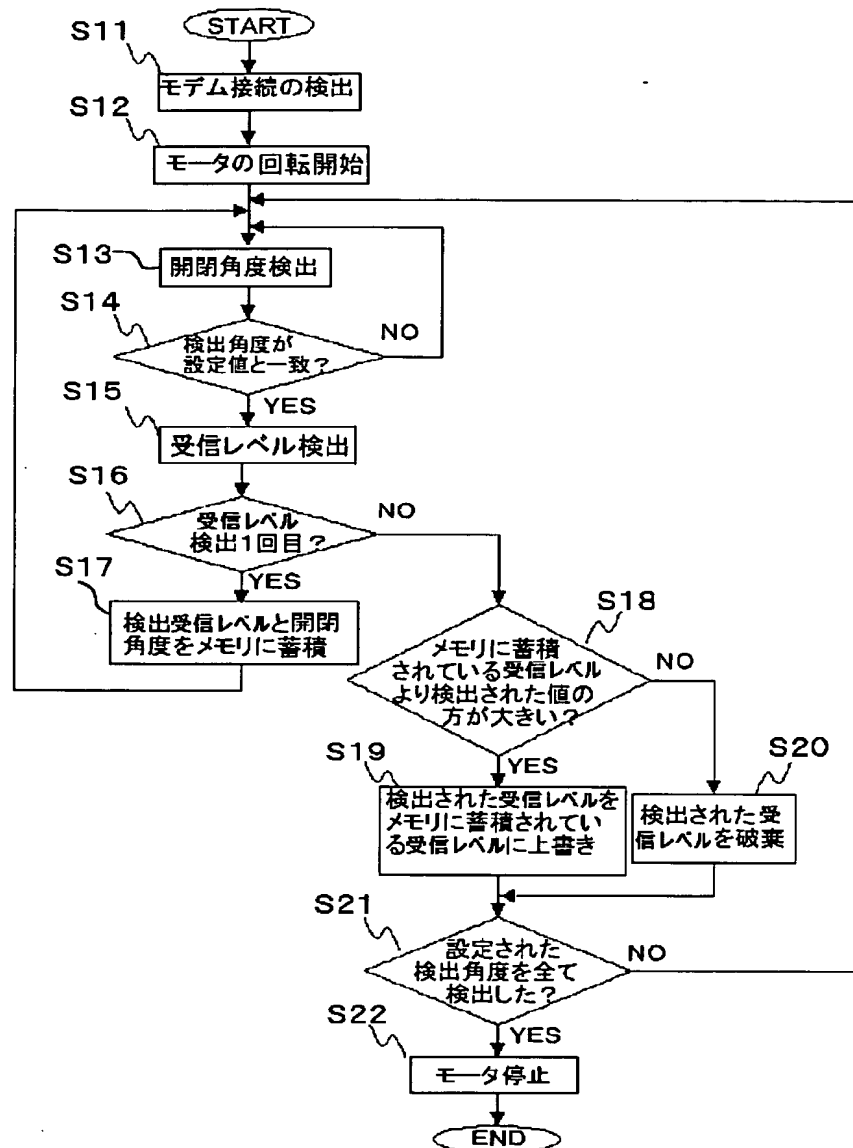 START
S11
モデム接続の検出
S12
モータの回転開始
S13
開閉角度検出
S14
検出角度が
設定値と一致?
NO
YES
S15
受信レベル検出
S16
受信レベル
検出1回目?
NO
YES
S17
検出受信レベルと開閉
角度をメモリに蓄積
S18
メモリに蓄積
されている受信レベル
より検出された値の
方が大きい?
NO
YES
S19
検出された受信レベルを
メモリに蓄積されてい
る受信レベルに上書き
S20
検出された受
信レベルを破棄
S21
設定された
検出角度を全て
検出した?
NO
YES
S22
モータ停止
END